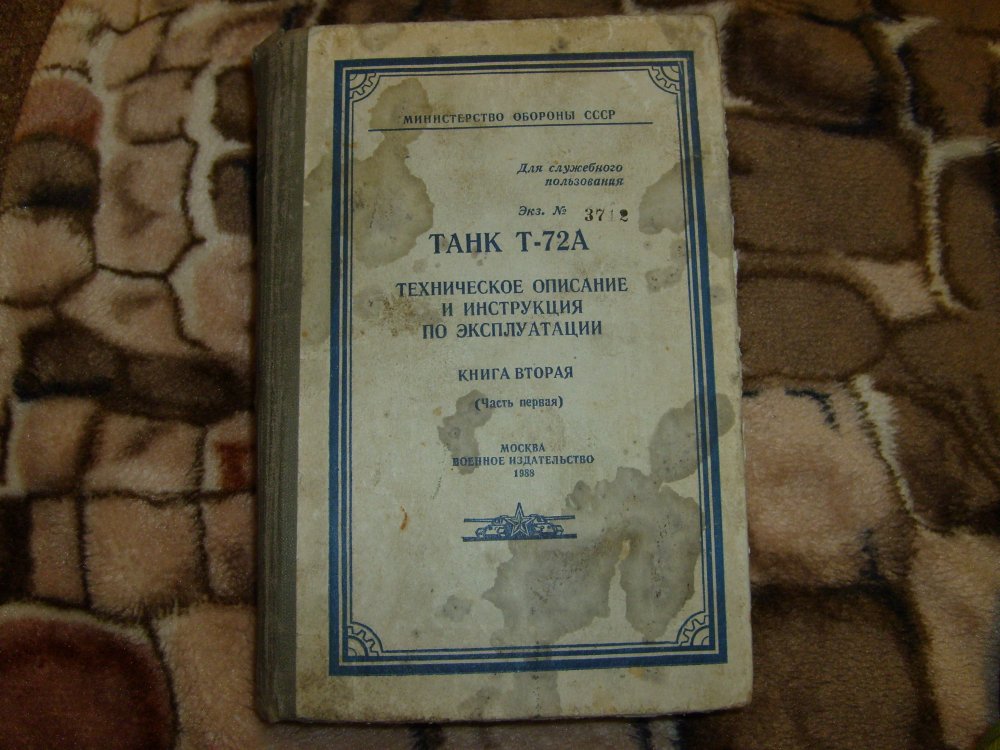 МИНИСТЕРСТВО ОБОРОНЫ СССР
Для служебного
пользования
Экз. № 3712
ТАНК Т-72А
ТЕХНИЧЕСКОЕ ОПИСАНИЕ
И ИНСТРУКЦИЯ
ПО ЭКСПЛУАТАЦИИ
КНИГА ВТОРАЯ
(Часть первая)
МОСКВА
ВОЕННОЕ ИЗДАТЕЛЬСТВО
1988